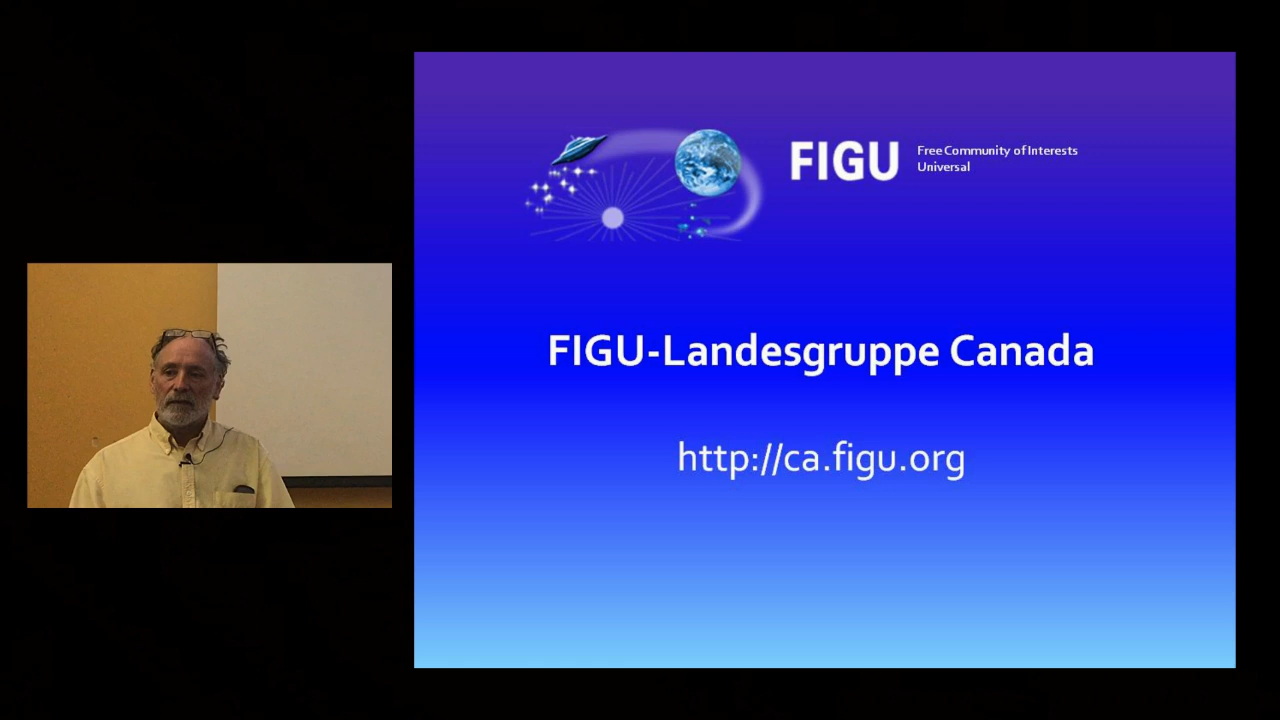 FIGU
Free Community of Interests
Universal
FIGU-Landesgruppe Canada
http://ca.figu.org